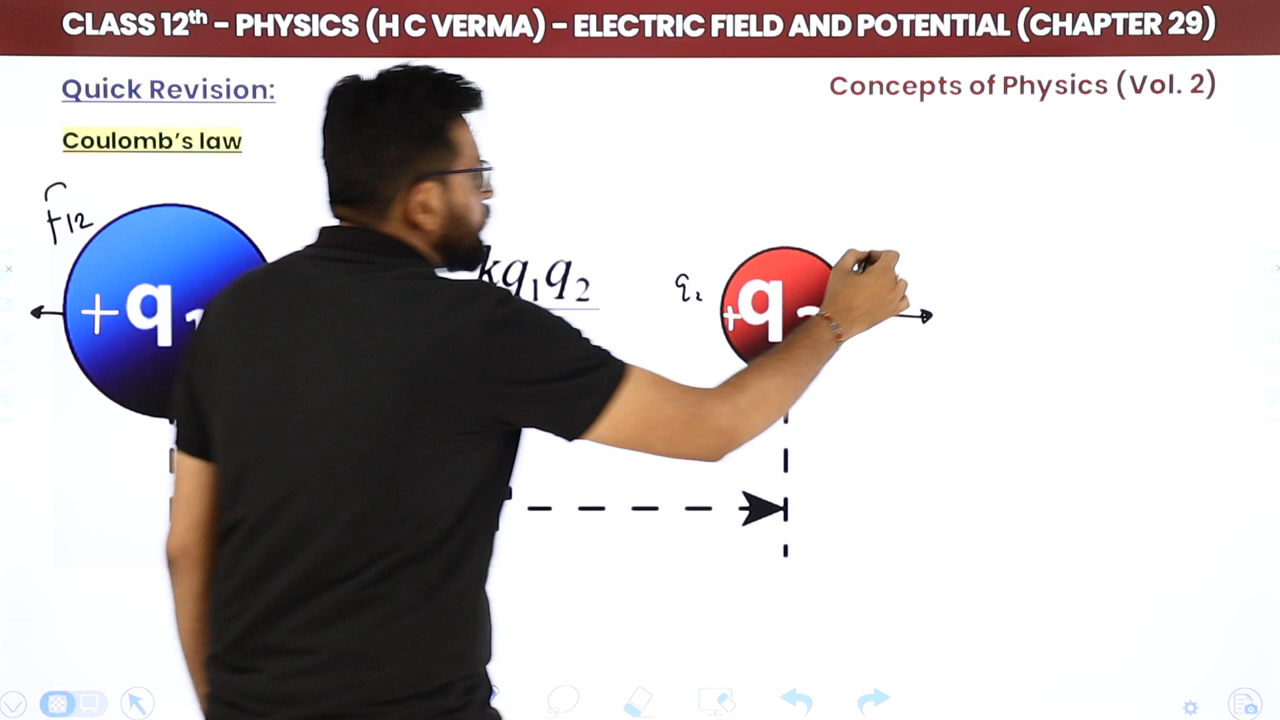 CLASS 12th – PHYSICS (H C VERMA) – ELECTRIC FIELD AND POTENTIAL (CHAPTER 29)
Quick Revision:
Concepts of Physics (Vol. 2)
Coulomb’s law
F12
+ q1
kq1q2
q2
+q2